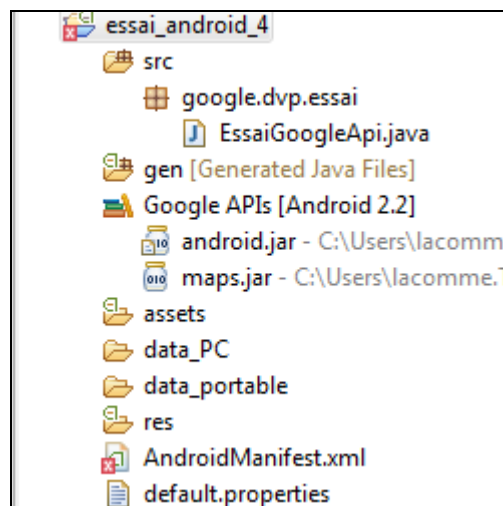 essai_android_4
src
google.dvp.essai
EssaiGoogleApi.java
gen [Generated Java Files]
Google APIs [Android 2.2]
android.jar - C:\Users\lacomm
maps.jar - C:\Users\lacomme.T
assets
data_PC
data_portable
res
AndroidManifest.xml
default.properties